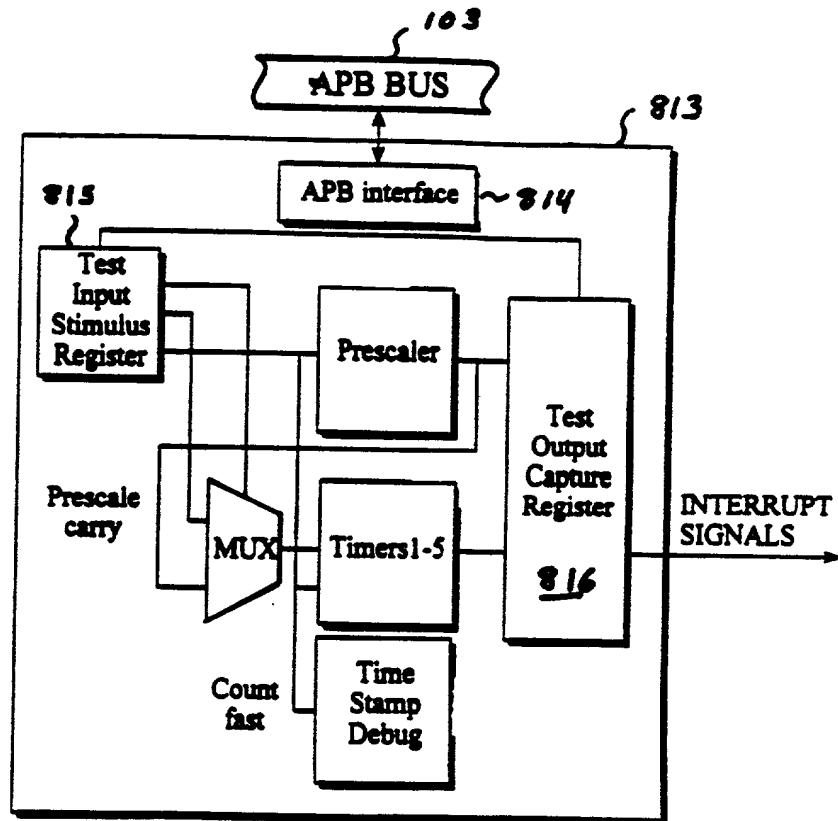 103
APB BUS
813
APB interface
814
815
Test
Input
Stimulus
Register
Prescaler
Test
Output
Capture
Register
816
Prescale
carry
MUX
Timers1-5
INTERRUPT
SIGNALS
Count
fast
Time
Stamp
Debug